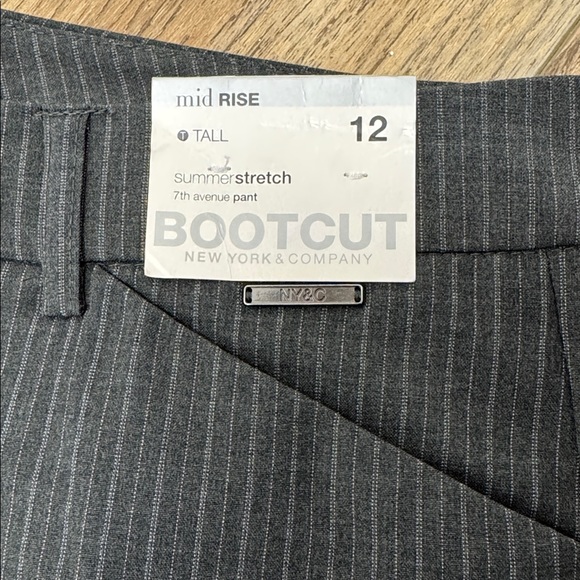 mid RISE
T TALL 12
summerstretch
7th avenue pant
BOOTCUT
NEW YORK & COMPANY
NY&C